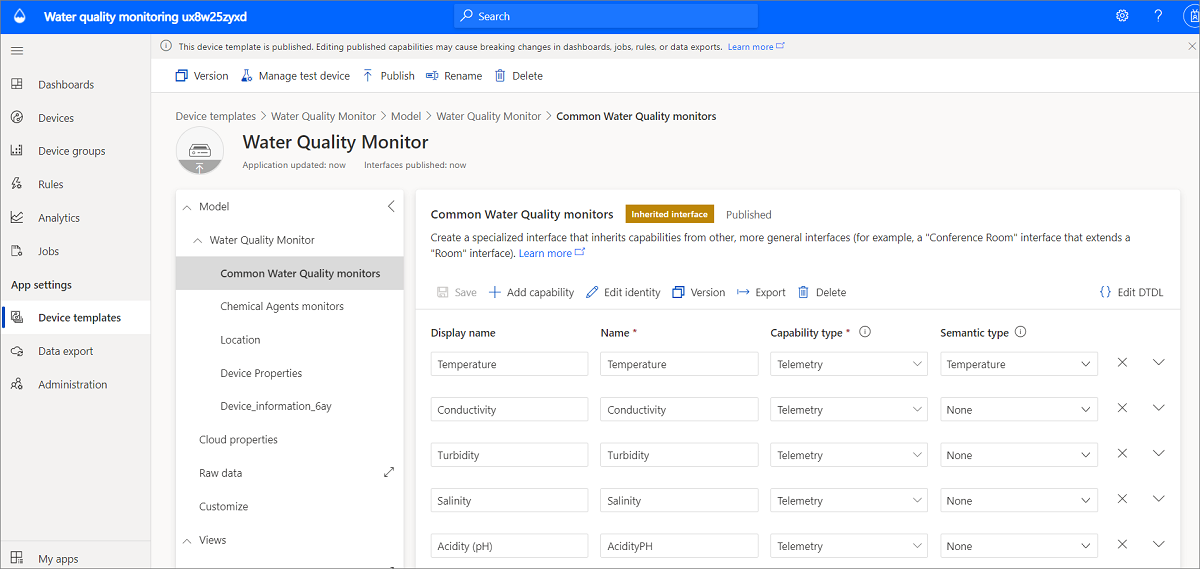 Water quality monitoring ux8w25zyxd
Search
?
This device template is published. Editing published capabilities may cause breaking changes in dashboards, jobs, rules, or data exports. Learn more
Version
Manage test device
Publish
Rename
Delete
Dashboards
Devices
Device groups
Rules
Analytics
Jobs
App settings
Device templates
Data export
Administration
My apps
Device templates > Water Quality Monitor > Model > Water Quality Monitor > Common Water Quality monitors
Water Quality Monitor
Application updated: now Interfaces published: now
Model
Water Quality Monitor
Common Water Quality monitors
Chemical Agents monitors
Location
Device Properties
Device_information_6ay
Cloud properties
Raw data
Customize
Views
Common Water Quality monitors Inherited interface Published
Create a specialized interface that inherits capabilities from other, more general interfaces (for example, a "Conference Room" interface that extends a
"Room" interface). Learn more
Save Add capability Edit identity Version Export Delete {} Edit DTDL
Display name Name * Capability type * Semantic type
Temperature Temperature Telemetry Temperature
Conductivity Conductivity Telemetry None
Turbidity Turbidity Telemetry None
Salinity Salinity Telemetry None
Acidity (pH) AcidityPH Telemetry None